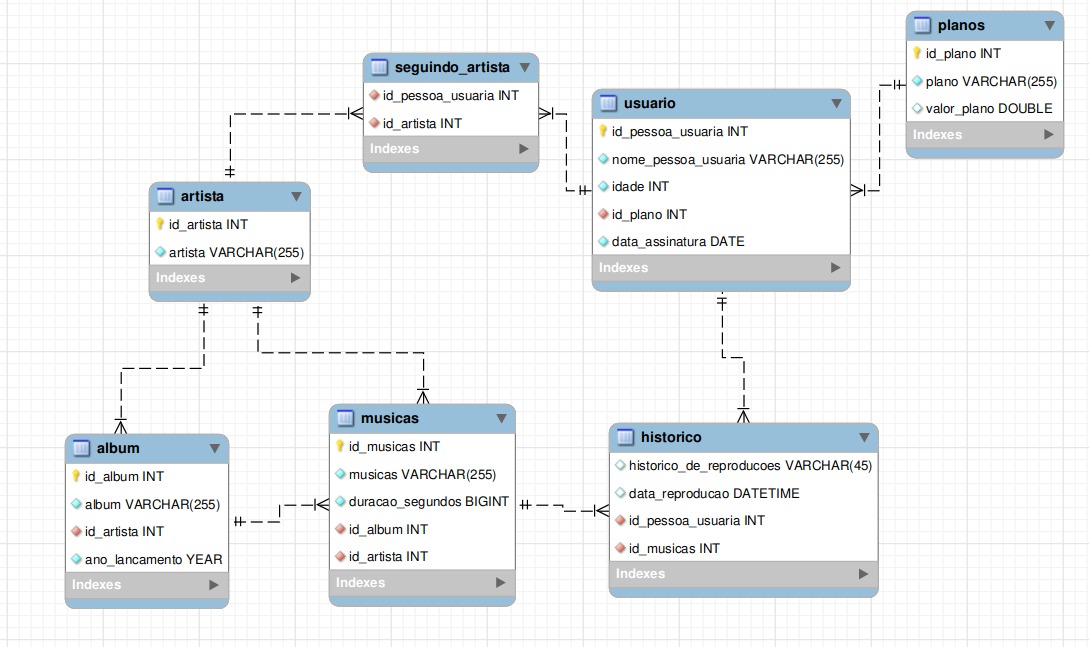 planos
id_plano INT
plano VARCHAR(255)
valor_plano DOUBLE
Indexes
seguindo_artista
id_pessoa_usuaria INT
id_artista INT
Indexes
usuario
id_pessoa_usuaria INT
nome_pessoa_usuaria VARCHAR(255)
idade INT
id_plano INT
data_assinatura DATE
Indexes
artista
id_artista INT
artista VARCHAR(255)
Indexes
album
id_album INT
album VARCHAR(255)
id_artista INT
ano_lancamento YEAR
Indexes
musicas
id_musicas INT
musicas VARCHAR(255)
duracao_segundos BIGINT
id_album INT
id_artista INT
Indexes
historico
historico_de_reproducoes VARCHAR(45)
data_reproducao DATETIME
id_pessoa_usuaria INT
id_musicas INT
Indexes